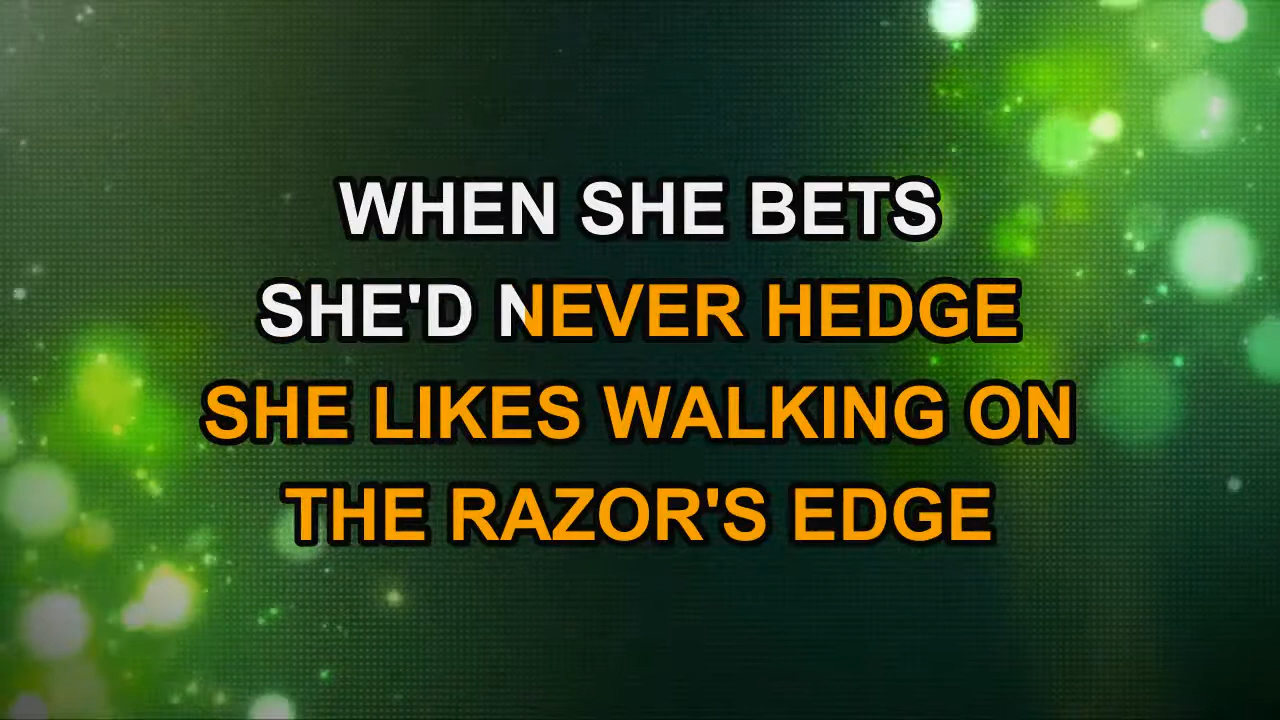 WHEN SHE BETS
SHE'D NEVER HEDGE
SHE LIKES WALKING ON
THE RAZOR'S EDGE